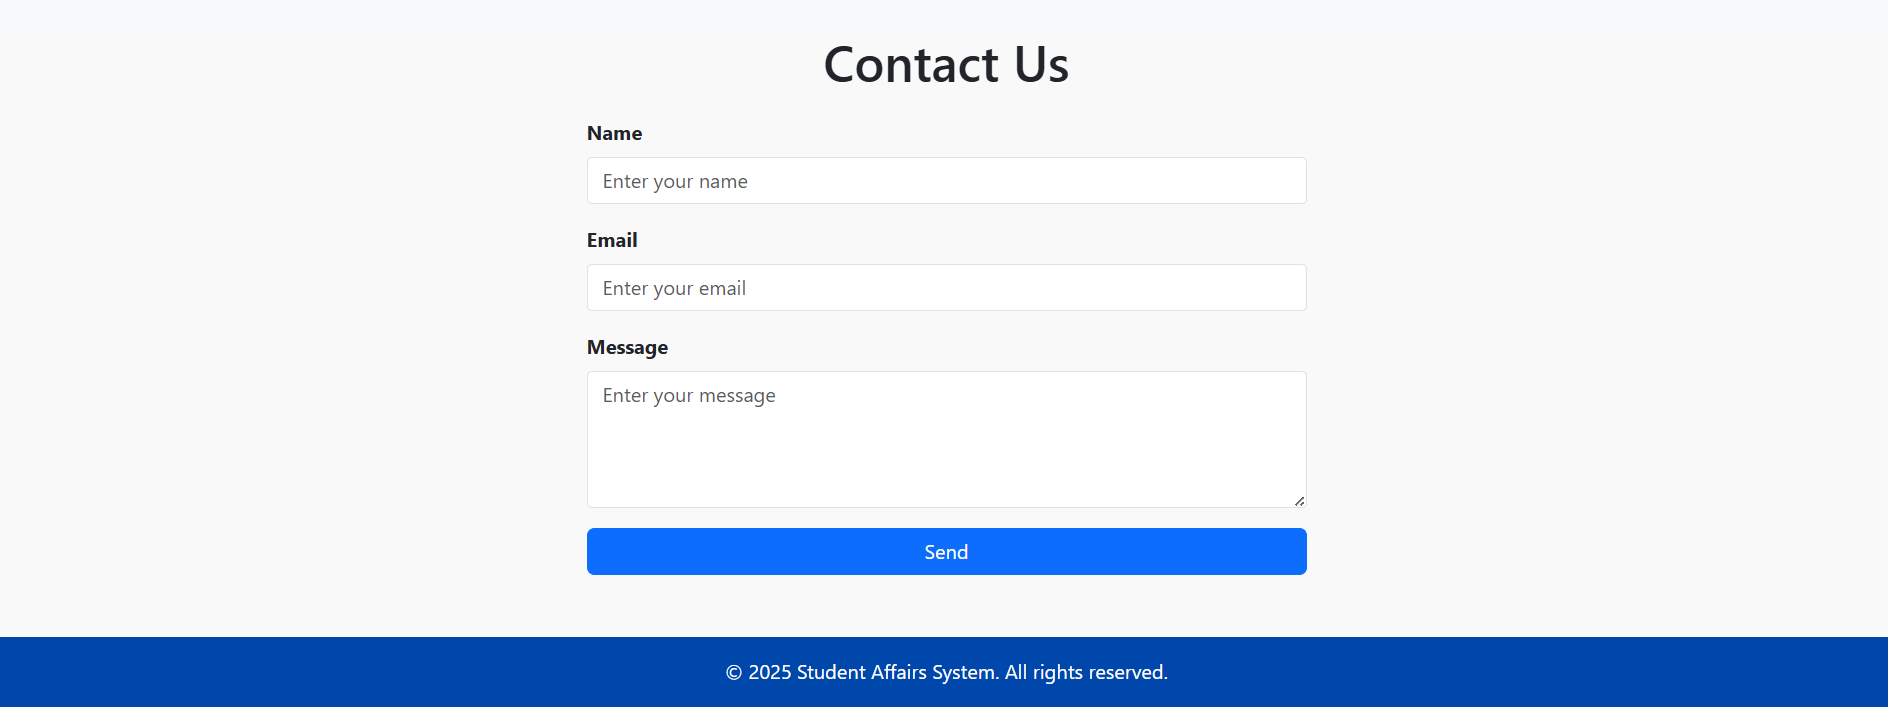 Contact Us
Name
Enter your name
Email
Enter your email
Message
Enter your message
Send
© 2025 Student Affairs System. All rights reserved.